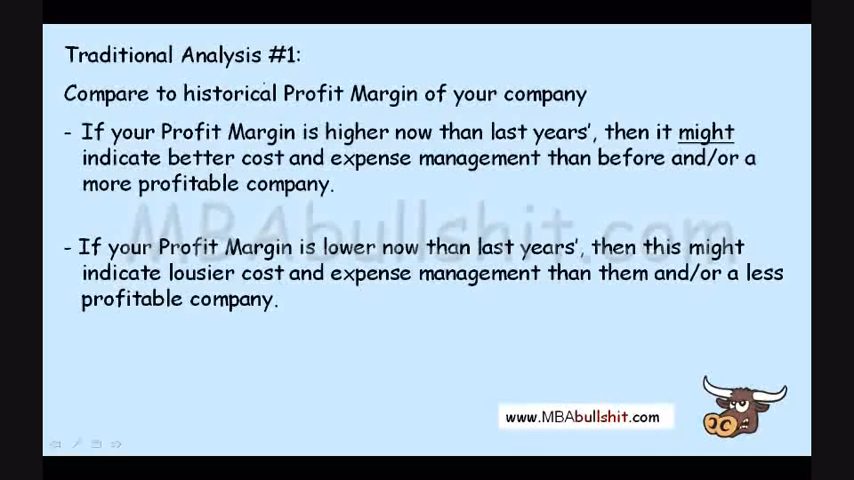 Traditional Analysis #1:
Compare to historical Profit Margin of your company
- If your Profit Margin is higher now than last years', then it might
indicate better cost and expense management than before and/or a
more profitable company.
MBAbullshit.com
- If your Profit Margin is lower now than last years', then this might
indicate lousier cost and expense management than them and/or a less
profitable company.
www.MBAbullshit.com